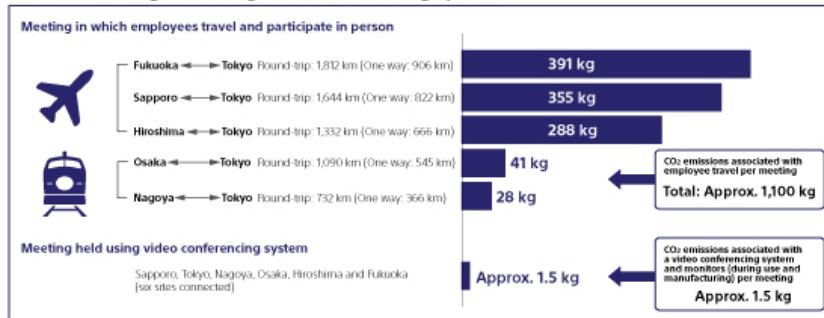 Meeting in which employees travel and participate in person
Fukuoka Tokyo Round-trip: 1,812 km (One way: 906 km) 391 kg
Sapporo Tokyo Round-trip: 1,644 km (One way: 822 km) 355 kg
Hiroshima Tokyo Round-trip: 1,332 km (One way: 666 km) 288 kg
Osaka Tokyo Round-trip: 1,090 km (One way: 545 km) 41 kg
Nagoya Tokyo Round-trip: 732 km (One way: 366 km) 28 kg
CO2 emissions associated with
employee travel per meeting
Total: Approx. 1,100 kg
Meeting held using video conferencing system
Sapporo, Tokyo, Nagoya, Osaka, Hiroshima and Fukuoka
(six sites connected)
Approx. 1.5 kg
CO2 emissions associated with
a video conferencing system
and monitors (during use and
manufacturing) per meeting
Approx. 1.5 kg